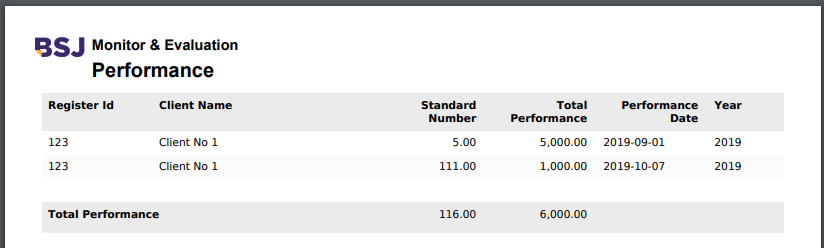 BSJ Monitor & Evaluation
Performance
Register Id Client Name Standard Number Total Performance Performance Date Year
123 Client No 1 5.00 5,000.00 2019-09-01 2019
123 Client No 1 111.00 1,000.00 2019-10-07 2019
Total Performance 116.00 6,000.00